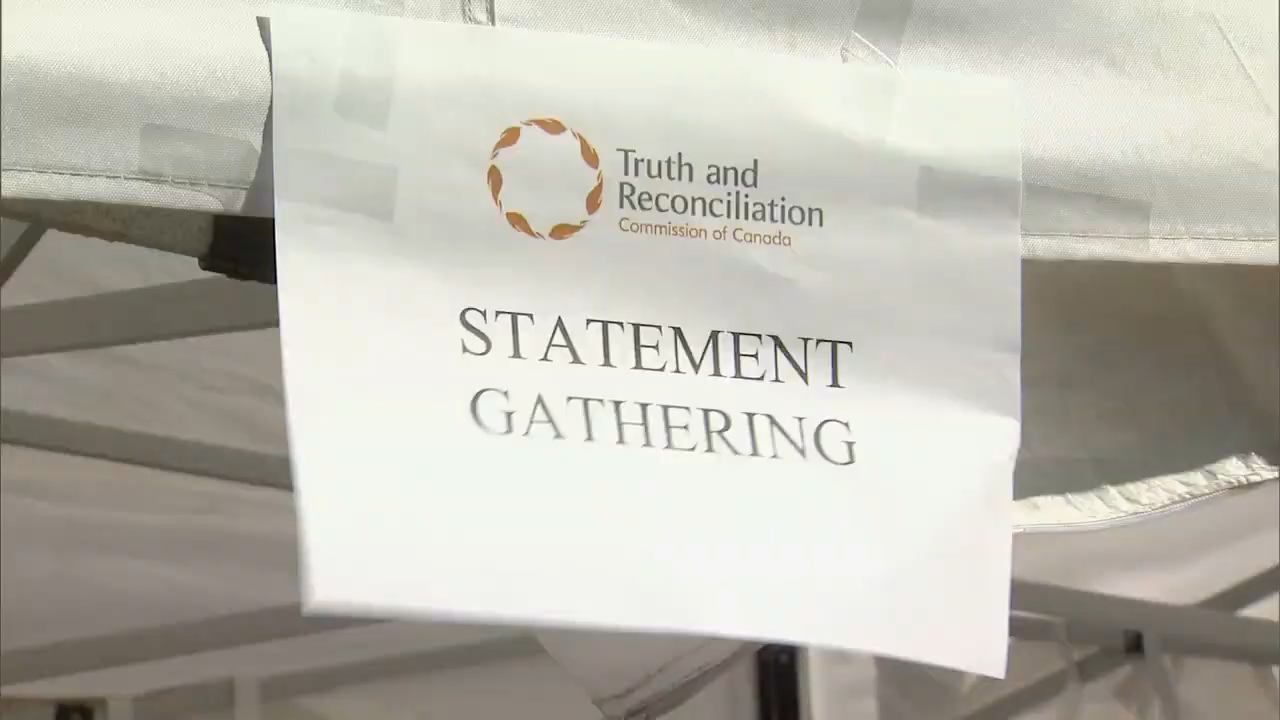 Truth and
Reconciliation
Commission of Canada
STATEMENT
GATHERING